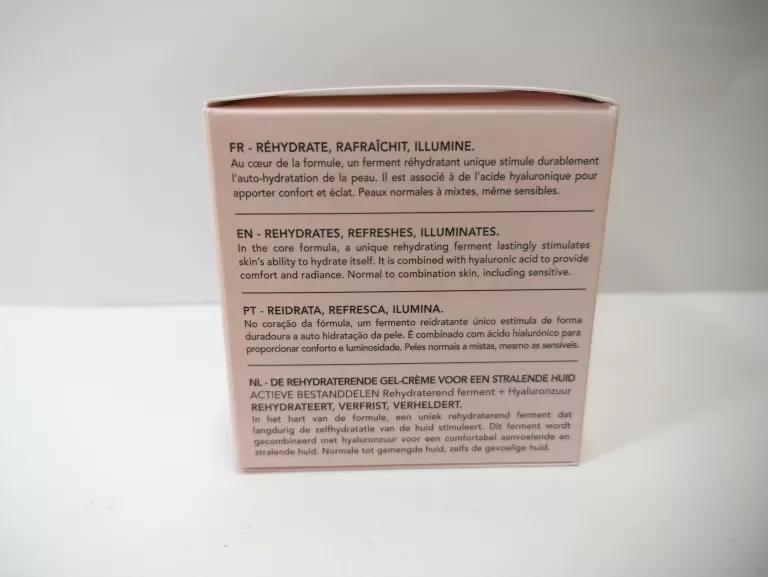 FR - RÉHYDRATE, RAFRAÎCHIT, ILLUMINE.
Au cœur de la formule, un ferment réhydratant unique stimule durablement
l'auto-hydratation de la peau. Il est associé à de l'acide hyaluronique pour
apporter confort et éclat. Peaux normales à mixtes, même sensibles.
EN - REHYDRATES, REFRESHES, ILLUMINATES.
In the core formula, a unique rehydrating ferment lastingly stimulates
skin's ability to hydrate itself. It is combined with hyaluronic acid to provide
comfort and radiance. Normal to combination skin, including sensitive.
PT - REIDRATA, REFRESCA, ILUMINA.
No coração da fórmula, um fermento reidratante único estimula de forma
duradoura a auto hidratação da pele. É combinado com ácido hialurónico para
proporcionar conforto e luminosidade. Peles normais a mistas, mesmo as sensíveis.
NL - DE REHYDRATERENDE GEL-CRÈME VOOR EEN STRALENDE HUID
ACTIEVE BESTANDDELEN Rehydraterend ferment + Hyaluronzuur
REHYDRATEERT, VERFRIST, VERHELDERT.
In het hart van de formule, een uniek rehydraterend ferment dat
langdurig de zelfhydratatie van de huid stimuleert. Dit ferment wordt
gecombineerd met hyaluronzuur voor een comfortabel aanvoelende en
stralende huid. Normale tot gemengde huid, zelfs de gevoelige huid.